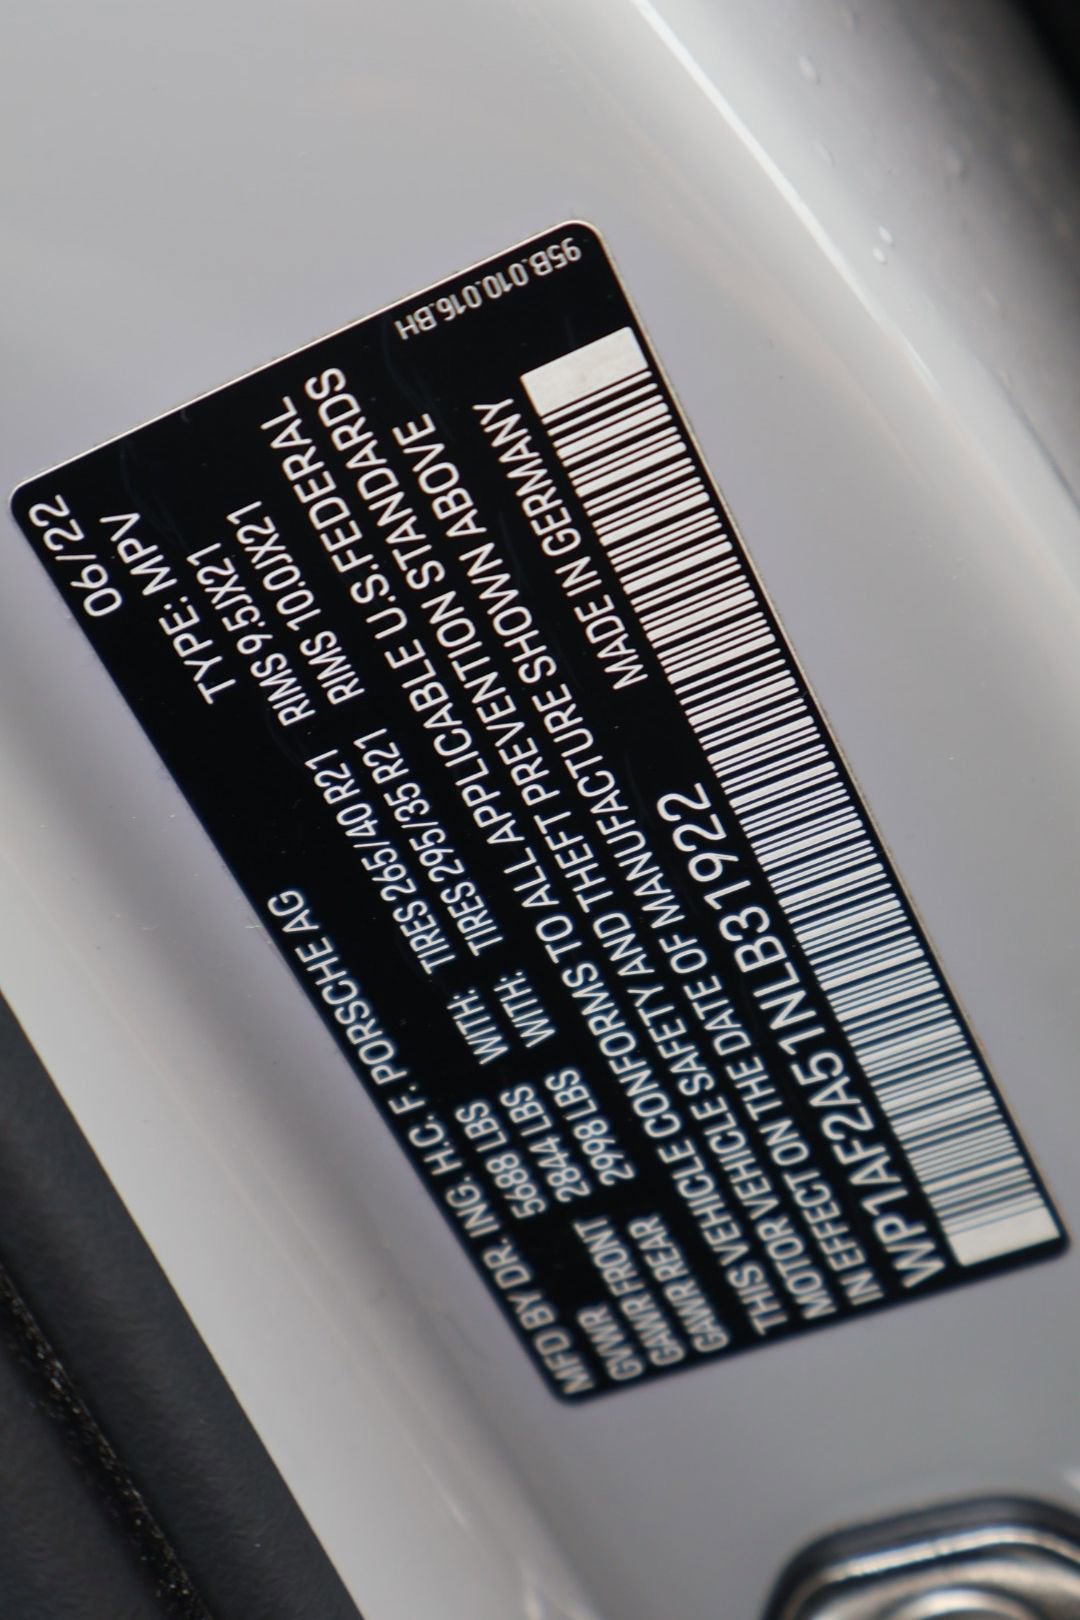 MFD BY DR. ING. H.C. F. PORSCHE AG 06/22
GVWR 5688 LBS TYPE: MPV
GAWR FRONT 2844 LBS WITH: TIRES 265/40 R21 RIMS 9.5JX21
GAWR REAR 2998 LBS WITH: TIRES 295/35 R21 RIMS 10.0JX21
THIS VEHICLE CONFORMS TO ALL APPLICABLE U.S.FEDERAL
MOTOR VEHICLE SAFETY AND THEFT PREVENTION STANDARDS
IN EFFECT ON THE DATE OF MANUFACTURE SHOWN ABOVE
WP1AF2A51NLB31922 MADE IN GERMANY
95B.010.016.BH